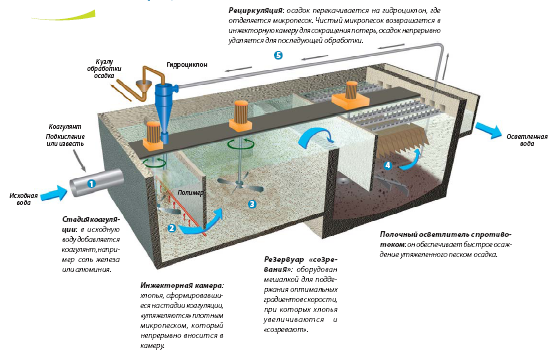 Рециркуляция: осадок перекачивается на гидроциклон, где
отделяется микропесок. Чистый микропесок возвращается в
инжекторную камеру для сокращения потерь, осадок непрерывно
удаляется для последующей обработки.
5
К узлу
обработки
осадка
Гидроциклон
Коагулянт
Подкисление
или известь
Осветленная
вода
1
Исходная
вода
Полимер
2
3
4
Стадия коагуля-
ции: в исходную
воду добавляется
коагулянт, напри-
мер соль железа
или алюминия.
Инжекторная камера:
хлопья, сформировавши-
еся на стадии коагуляции,
«утяжеляются» плотным
микропеском, который
непрерывно вносится в
камеру.
Резервуар «созре-
вания»: оборудован
мешалкой для подде-
ржания оптимальных
градиентов скорости,
при которых хлопья
увеличиваются и
«созревают».
Полочный осветлитель с противо-
током: он обеспечивает быстрое осаж-
дение утяжеленного песком осадка.